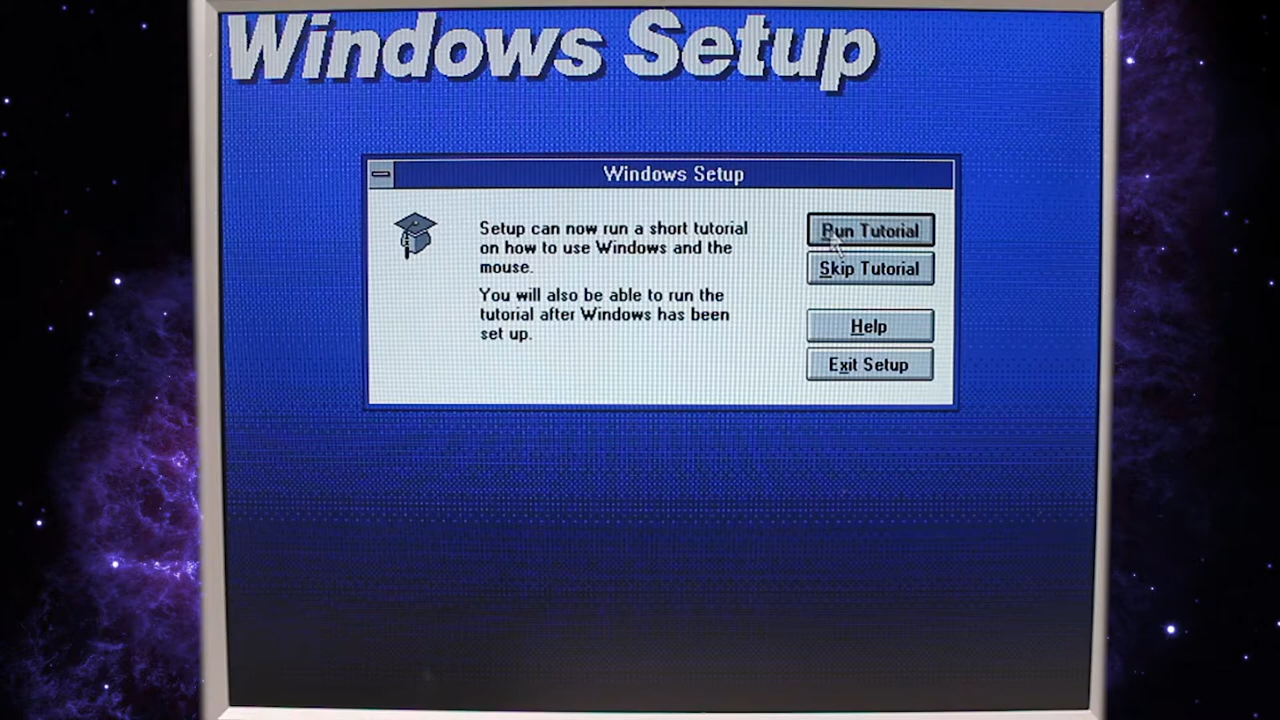 Windows Setup
Windows Setup
Setup can now run a short tutorial
on how to use Windows and the
mouse.
You will also be able to run the
tutorial after Windows has been
set up.
Run Tutorial
Skip Tutorial
Help
Exit Setup